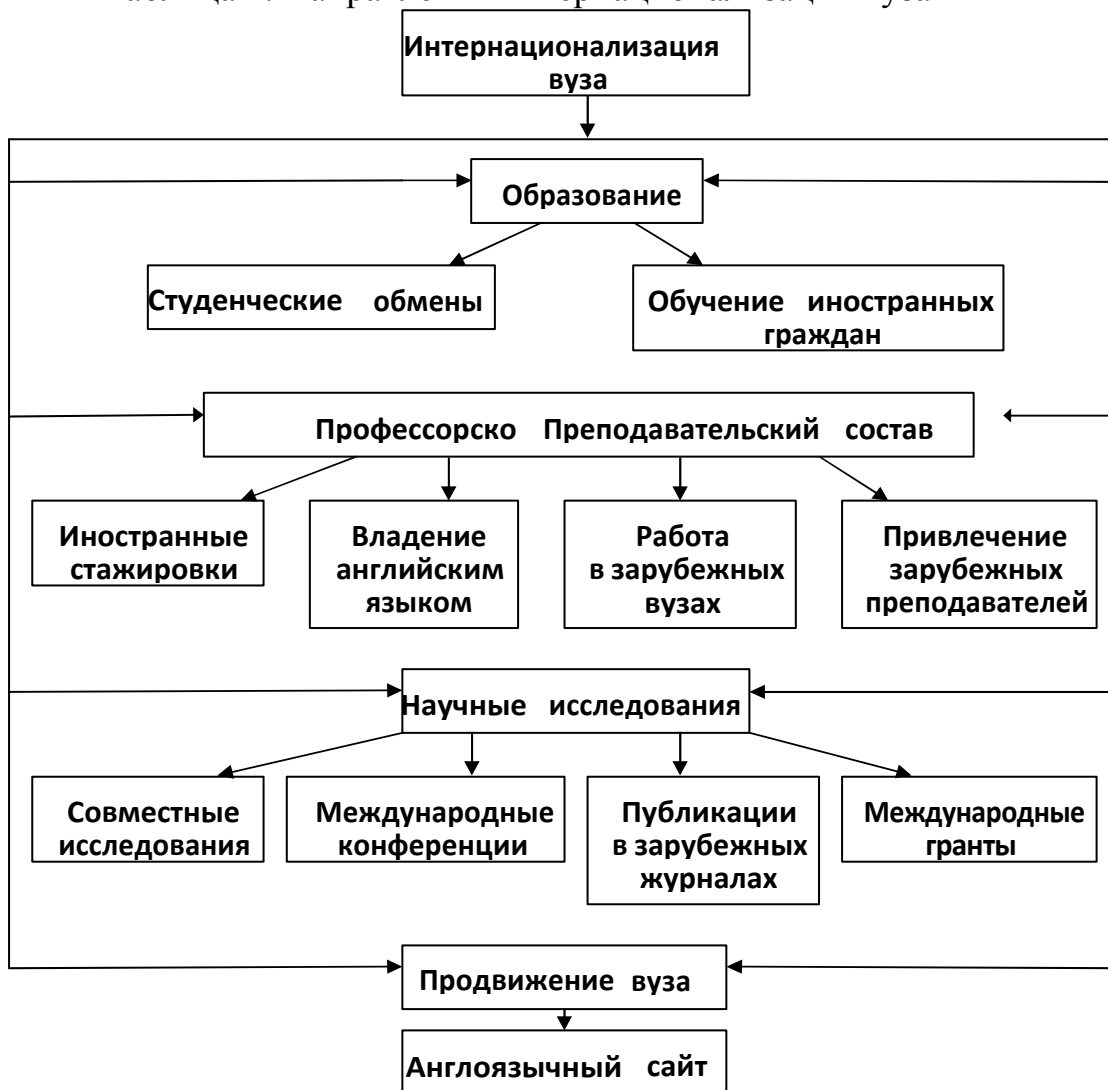 Интернационализация
вуза
Образование
Студенческие обмены
Обучение иностранных
граждан
Профессорско Преподавательский состав
Иностранные
стажировки
Владение
английским
языком
Работа
в зарубежных
вузах
Привлечение
зарубежных
преподавателей
Научные исследования
Совместные
исследования
Международные
конференции
Публикации
в зарубежных
журналах
Международные
гранты
Продвижение вуза
Англоязычный сайт